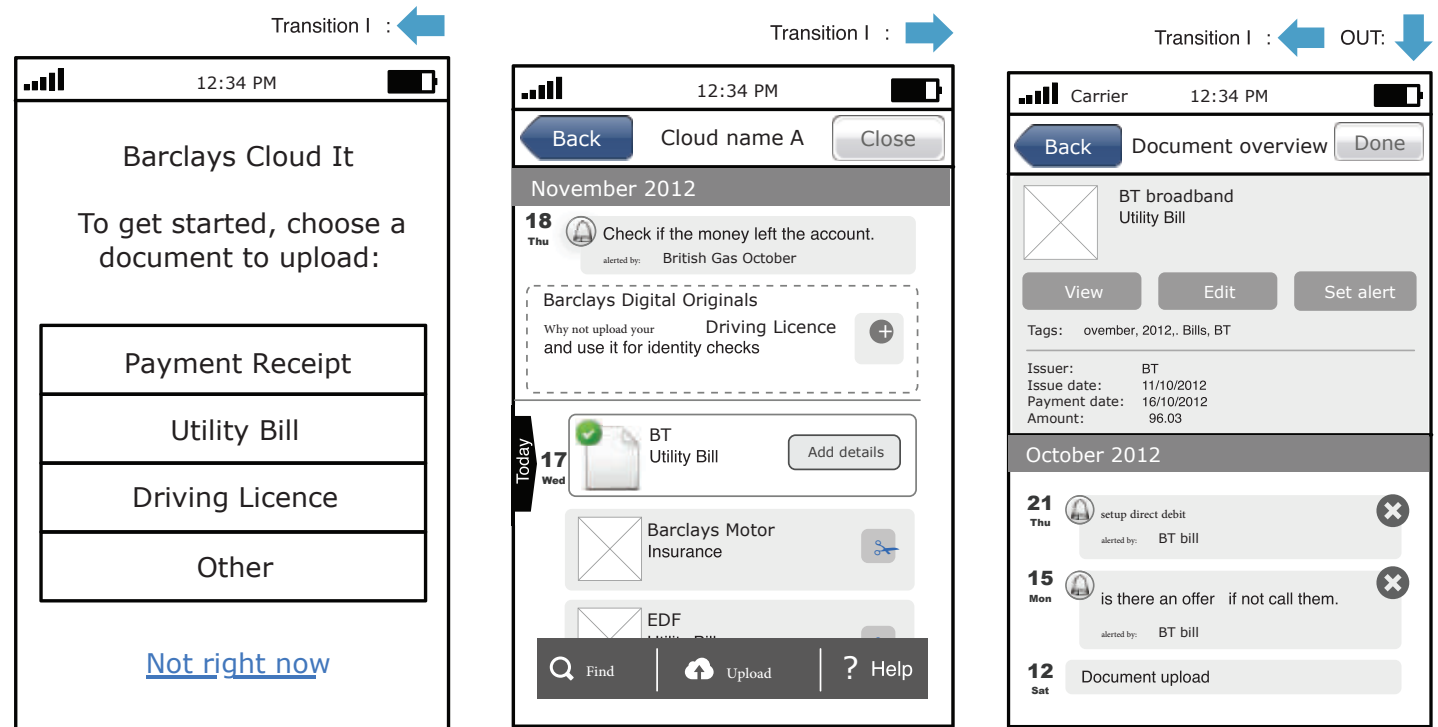 Transition I :
12:34 PM
Barclays Cloud It
To get started, choose a
document to upload:
Payment Receipt
Utility Bill
Driving Licence
Other
Not right now
Transition I :
12:34 PM
Back Cloud name A Close
November 2012
18
Thu
Check if the money left the account.
alerted by: British Gas October
Barclays Digital Originals
Why not upload your Driving Licence
and use it for identity checks
Today
17
Wed
BT
Utility Bill
Add details
Barclays Motor
Insurance
EDF
Utility Bill
Find Upload ? Help
Transition I : OUT:
Carrier 12:34 PM
Back Document overview Done
BT broadband
Utility Bill
View Edit Set alert
Tags: ovember, 2012,. Bills, BT
Issuer: BT
Issue date: 11/10/2012
Payment date: 16/10/2012
Amount: 96.03
October 2012
21
Thu
setup direct debit
alerted by: BT bill
15
Mon
is there an offer if not call them.
alerted by: BT bill
12
Sat
Document upload